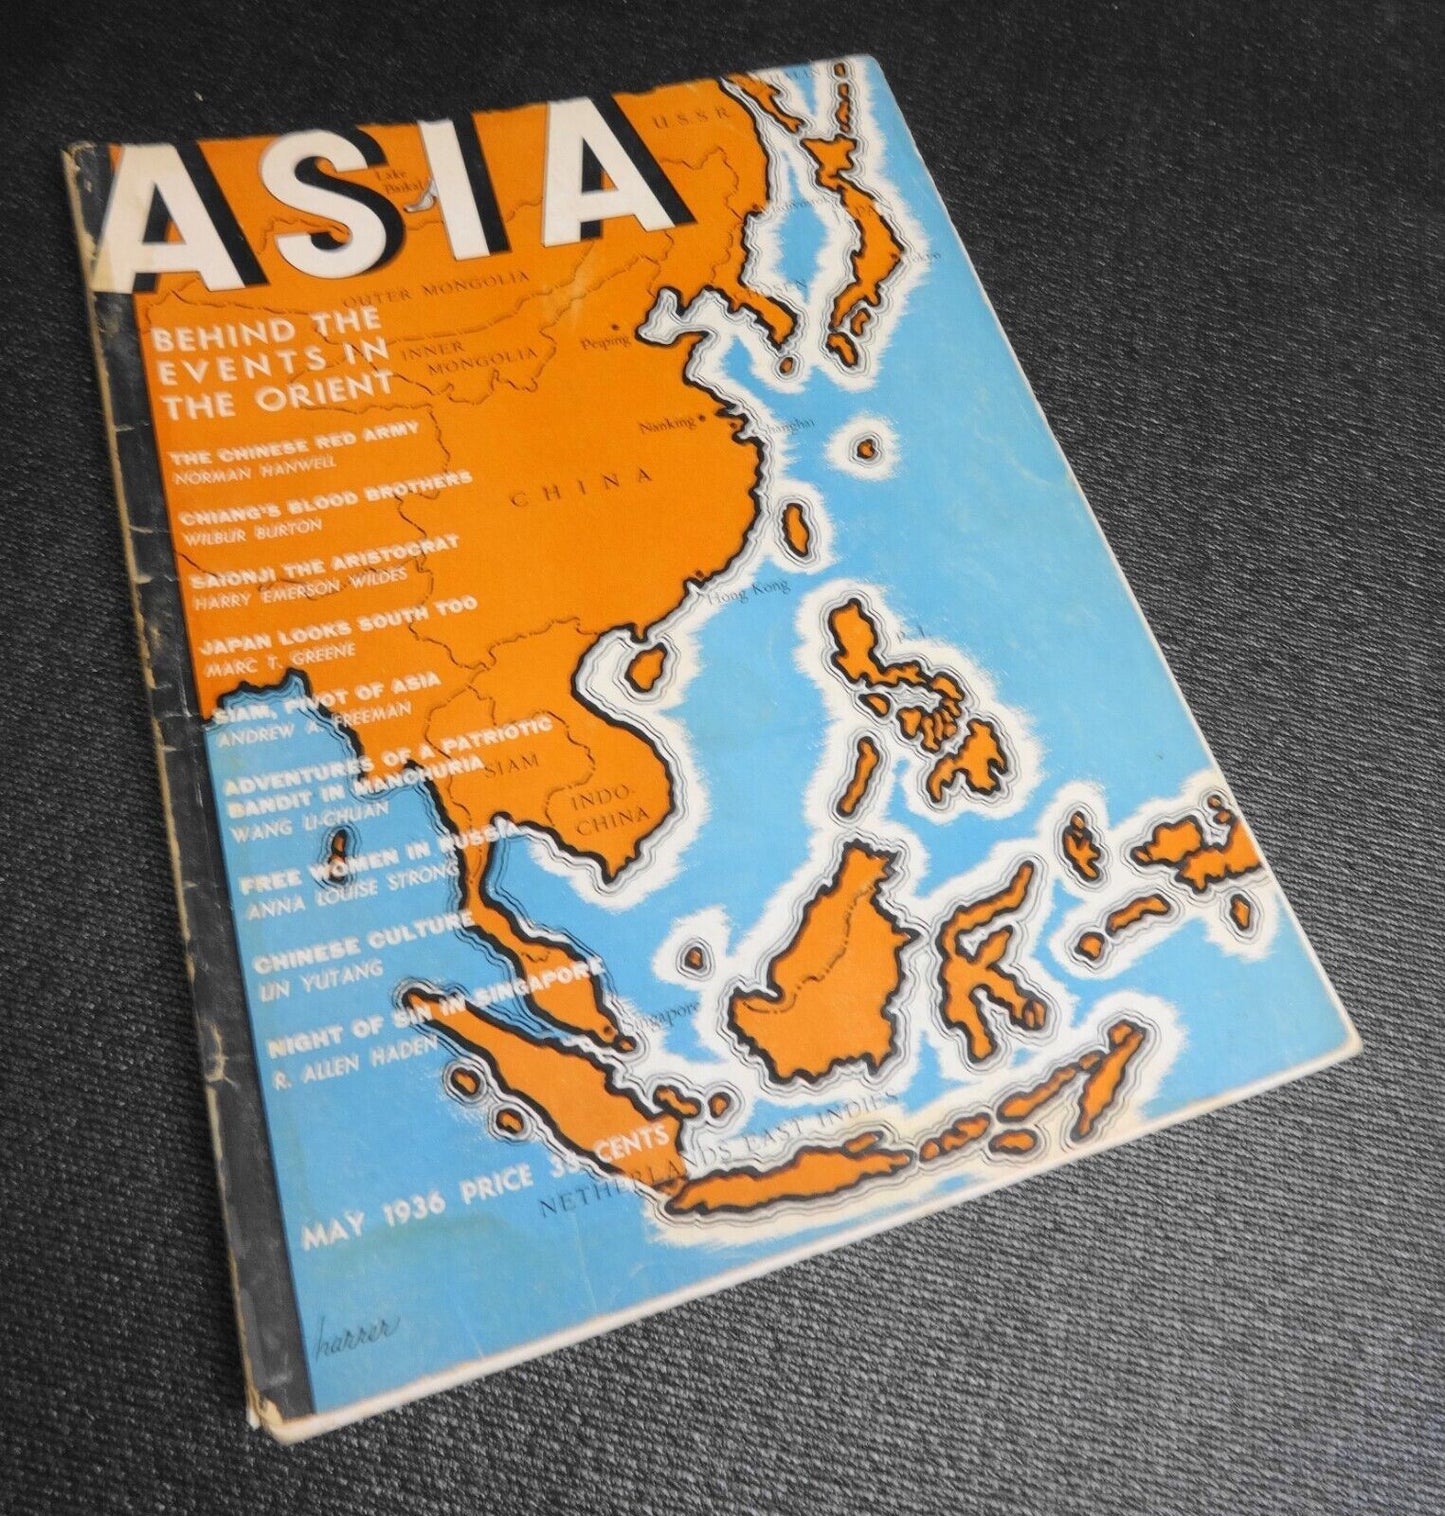 ASIA
U.S.S.R
Lake
Baikal
OUTER MONGOLIA
BEHIND THE
EVENTS IN
THE ORIENT
INNER
MONGOLIA
Peiping
Tokyo
THE CHINESE RED ARMY
NORMAN HANWELL
Nanking
Shanghai
CHINA
CHIANG'S BLOOD BROTHERS
WILBUR BURTON
SAIONJI THE ARISTOCRAT
HARRY EMERSON WILDES
Hong Kong
JAPAN LOOKS SOUTH TOO
MARC T. GREENE
P. I.
SIAM, PIVOT OF ASIA
ANDREW A. FREEMAN
ADVENTURES OF A PATRIOTIC
BANDIT IN MANCHURIA
WANG LI-CHUAN
SIAM
INDO-
CHINA
FREE WOMEN IN RUSSIA
ANNA LOUISE STRONG
CHINESE CULTURE
LIN YUTANG
NIGHT OF SIN IN SINGAPORE
R. ALLEN HADEN
Singapore
NETHERLANDS EAST INDIES
MAY 1936 PRICE 35 CENTS
harrer